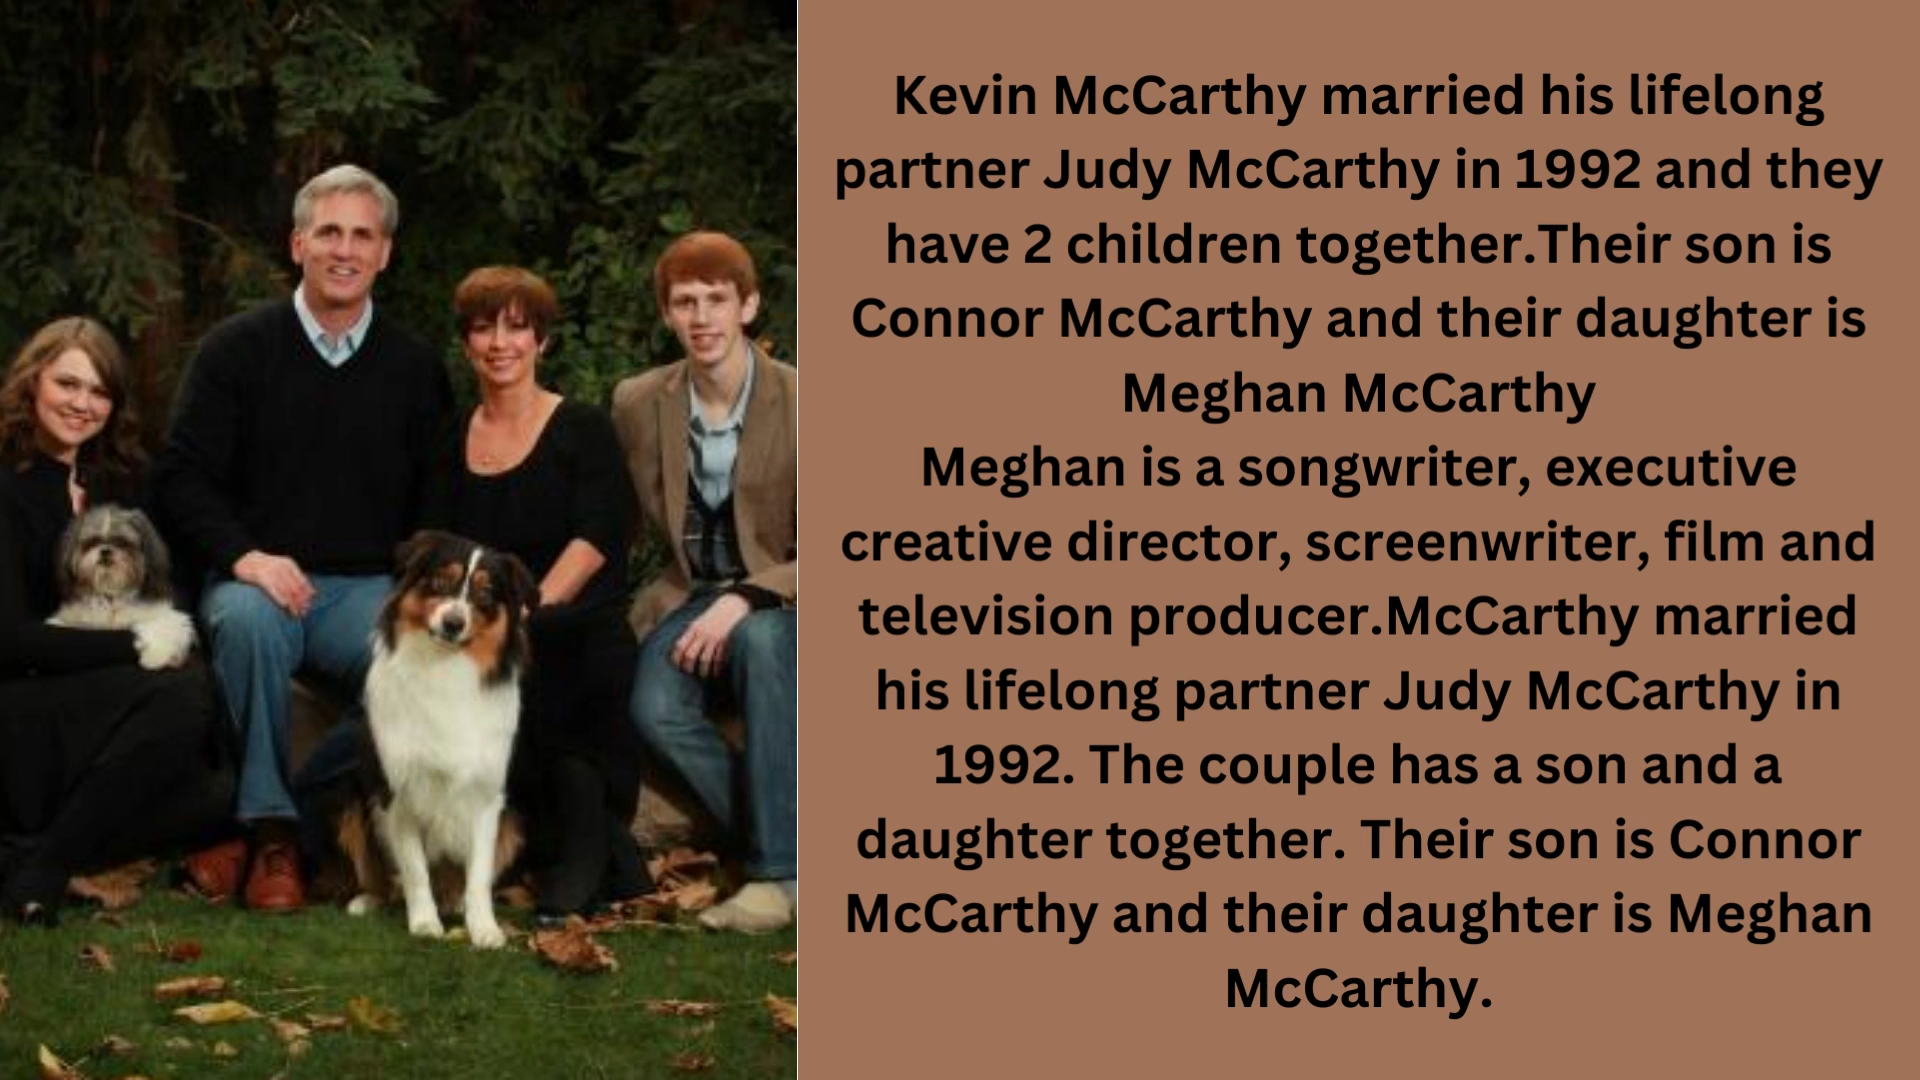 Kevin McCarthy married his lifelong
partner Judy McCarthy in 1992 and they
have 2 children together.Their son is
Connor McCarthy and their daughter is
Meghan McCarthy
Meghan is a songwriter, executive
creative director, screenwriter, film and
television producer.McCarthy married
his lifelong partner Judy McCarthy in
1992. The couple has a son and a
daughter together. Their son is Connor
McCarthy and their daughter is Meghan
McCarthy.